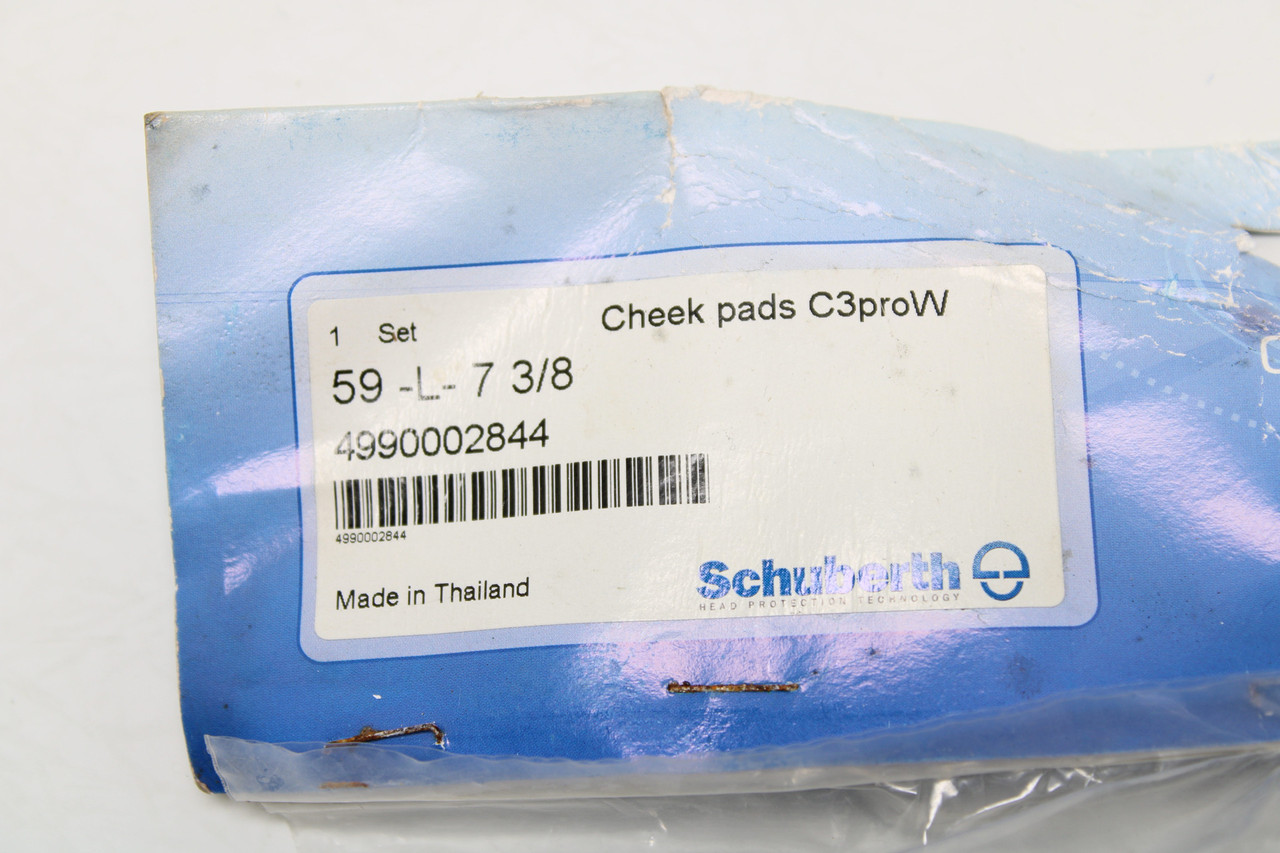 1 Set
Cheek pads C3proW
59 -L- 7 3/8
4990002844
4990002844
Made in Thailand
Schuberth
HEAD PROTECTION TECHNOLOGY